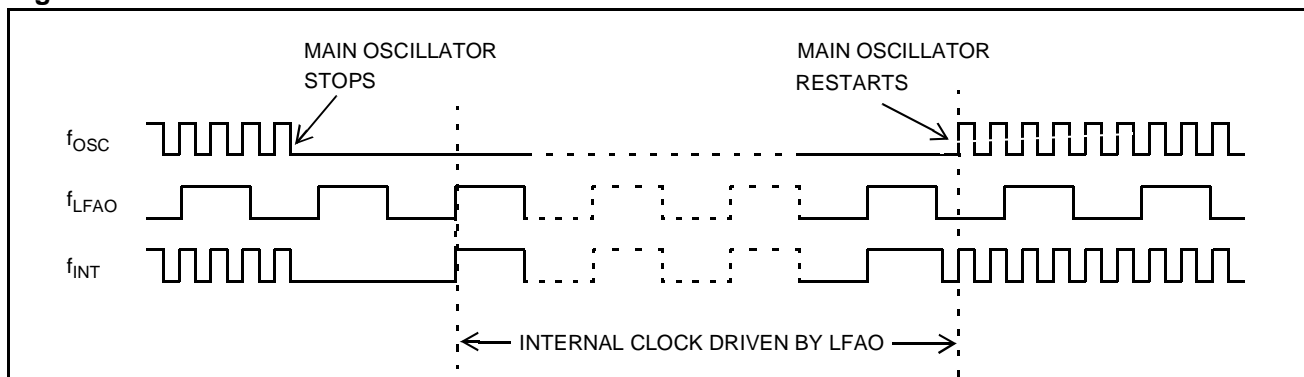 MAIN OSCILLATOR
STOPS
MAIN OSCILLATOR
RESTARTS
fOSC
fLFAO
fINT
INTERNAL CLOCK DRIVEN BY LFAO